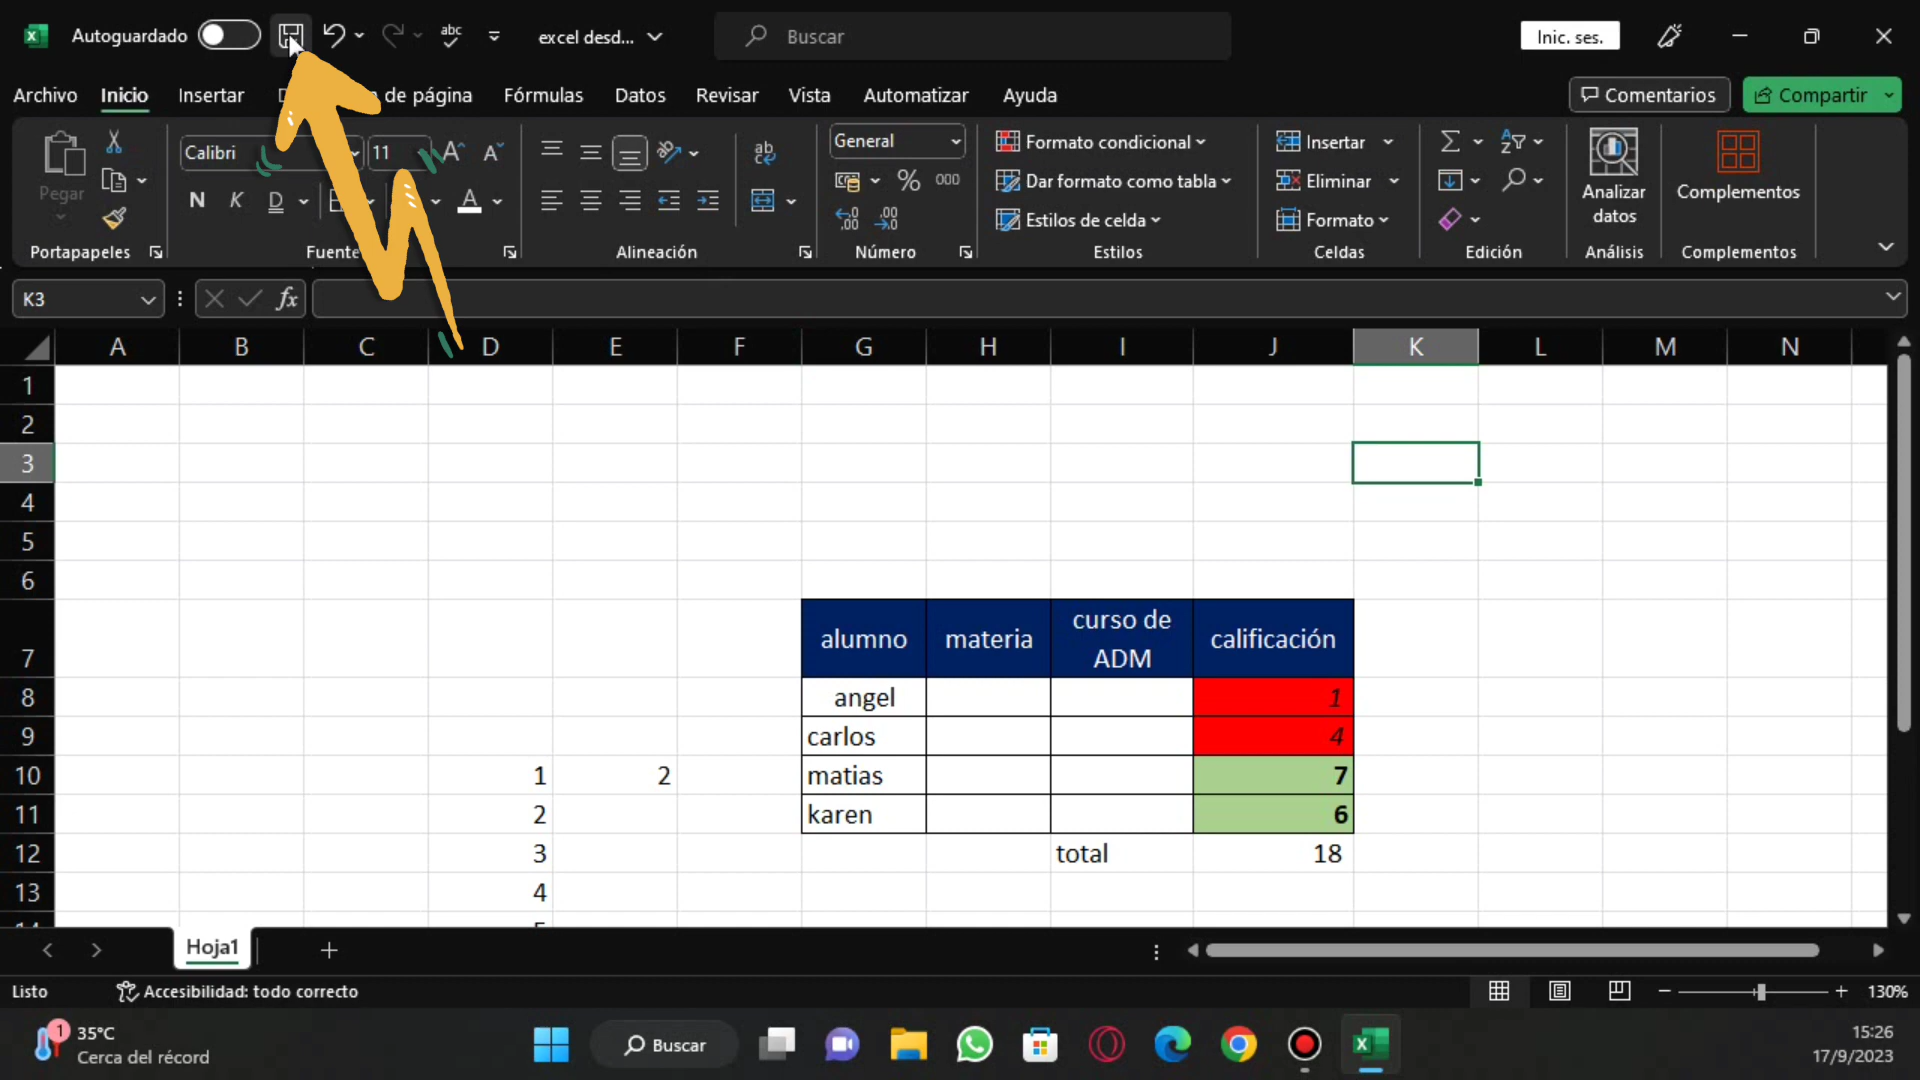 Autoguardado
abc
excel desd...
Buscar
Inic. ses.
Archivo
Inicio
Insertar
de página
Fórmulas
Datos
Revisar
Vista
Automatizar
Ayuda
Comentarios
Compartir
Pegar
Portapapeles
Calibri
11
A
A
N
K
D
A
Fuente
ab
Alineación
General
%
000
Número
Formato condicional
Dar formato como tabla
Estilos de celda
Estilos
Insertar
Eliminar
Formato
Celdas
Edición
Analizar
datos
Análisis
Complementos
Complementos
K3
fx
A B C D E F G H I J K L M N
1
2
3
4
5
6
7 alumno materia curso de ADM calificación
8 angel 1
9 carlos 4
10 1 2 matias 7
11 2 karen 6
12 3 total 18
13 4
Hoja1
Listo
Accesibilidad: todo correcto
130%
1
35°C
Cerca del récord
Buscar
15:26
17/9/2023